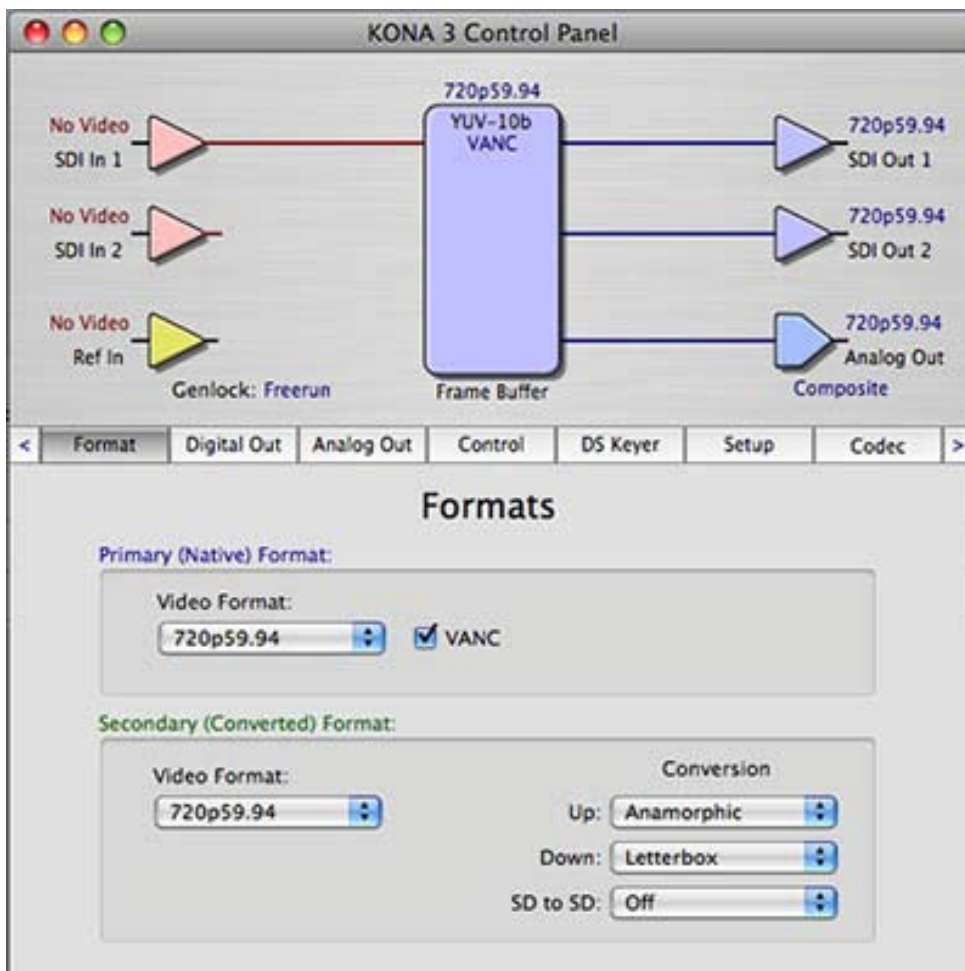 KONA 3 Control Panel
720p59.94
No Video
SDI In 1
YUV-10b
VANC
720p59.94
SDI Out 1
No Video
SDI In 2
720p59.94
SDI Out 2
No Video
Ref In
720p59.94
Analog Out
Genlock: Freerun
Frame Buffer
Composite
< Format Digital Out Analog Out Control DS Keyer Setup Codec >
Formats
Primary (Native) Format:
Video Format:
720p59.94 VANC
Secondary (Converted) Format:
Video Format:
Conversion
720p59.94
Up: Anamorphic
Down: Letterbox
SD to SD: Off